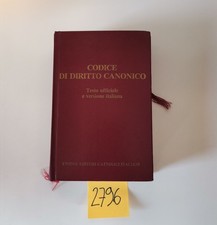 CODICE
DI DIRITTO CANONICO
Testo ufficiale
e versione italiana
2796